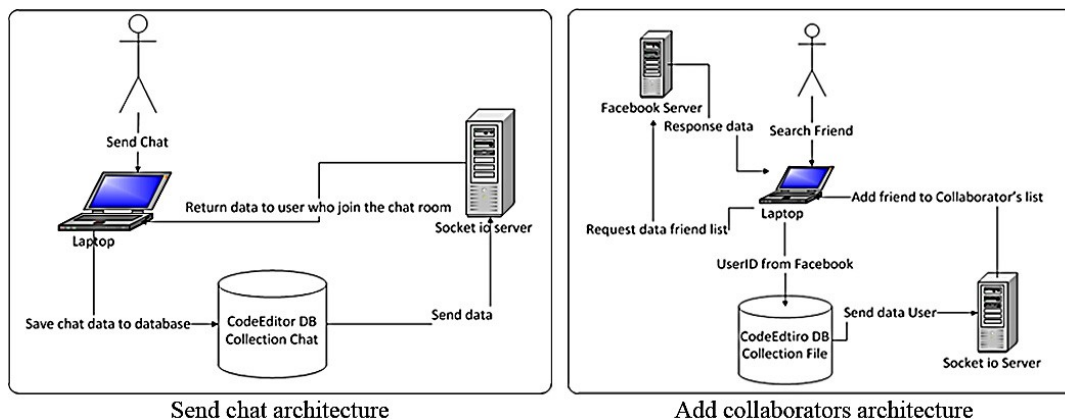 Send Chat
Laptop
Return data to user who join the chat room
Socket io server
Save chat data to database
CodeEditor DB
Collection Chat
Send data
Send chat architecture
Facebook Server
Response data
Search Friend
Laptop
Add friend to Collaborator's list
Request data friend list
UserID from Facebook
CodeEdtiro DB
Collection File
Send data User
Socket io Server
Add collaborators architecture